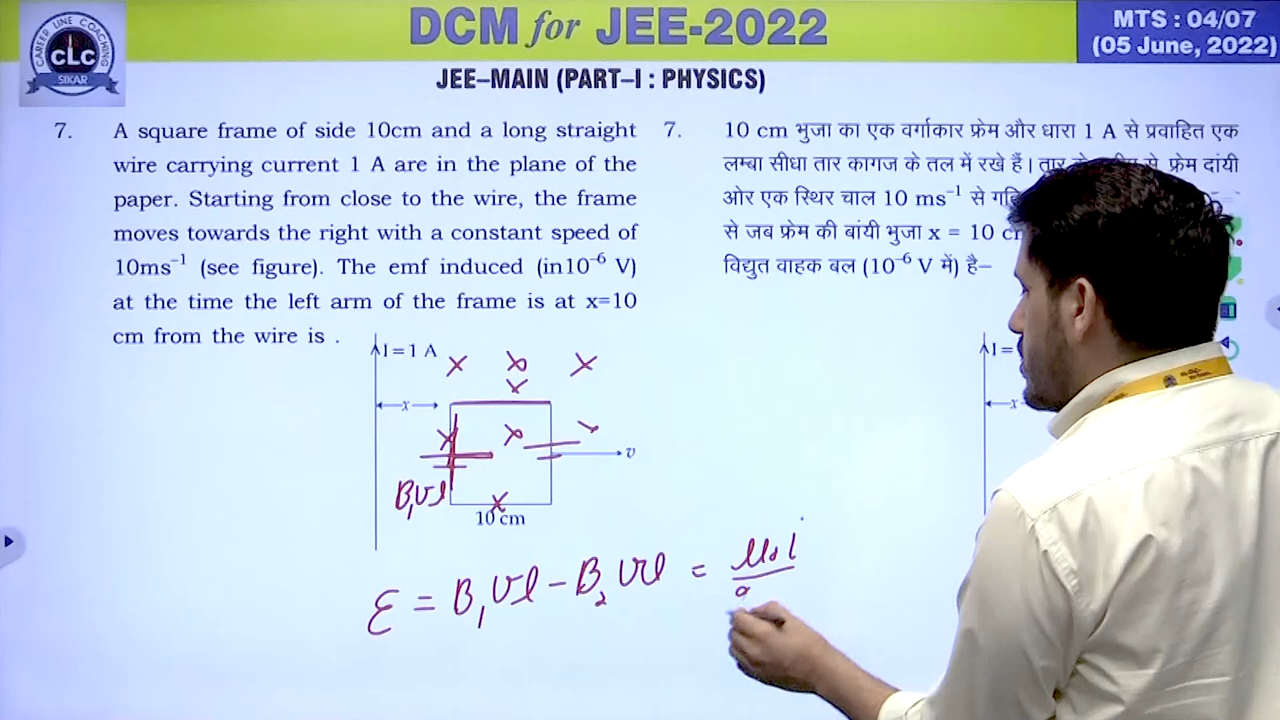 CAREER LINE COACHING
CLC
SIKAR
DCM for JEE-2022
MTS : 04/07
(05 June, 2022)
JEE–MAIN (PART–I : PHYSICS)
7. A square frame of side 10cm and a long straight
wire carrying current 1 A are in the plane of the
paper. Starting from close to the wire, the frame
moves towards the right with a constant speed of
10ms⁻¹ (see figure). The emf induced (in10⁻⁶ V)
at the time the left arm of the frame is at x=10
cm from the wire is .
I = 1 A
x
v
B₁vl
10 cm
ε = B₁vl – B₂vl = μ₀i
7. 10 cm भुजा का एक वर्गाकार फ्रेम और धारा 1 A से प्रवाहित एक
लम्बा सीधा तार कागज के तल में रखे हैं। फ्रेम दांयी
ओर एक स्थिर चाल 10 ms⁻¹ से
से जब फ्रेम की बांयी भुजा x = 10
विद्युत वाहक बल (10⁻⁶ V में) है–
I =
x